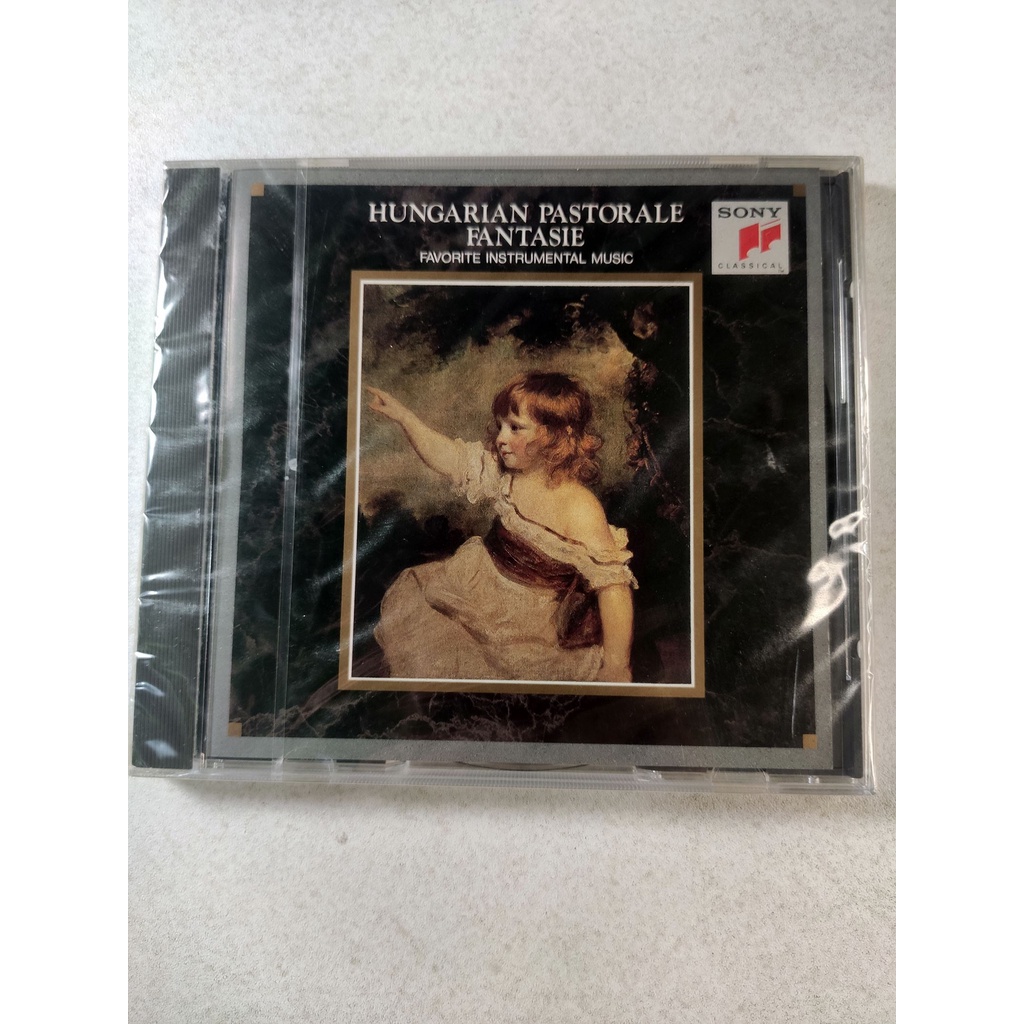 HUNGARIAN PASTORALE
FANTASIE
FAVORITE INSTRUMENTAL MUSIC
SONY
CLASSICAL